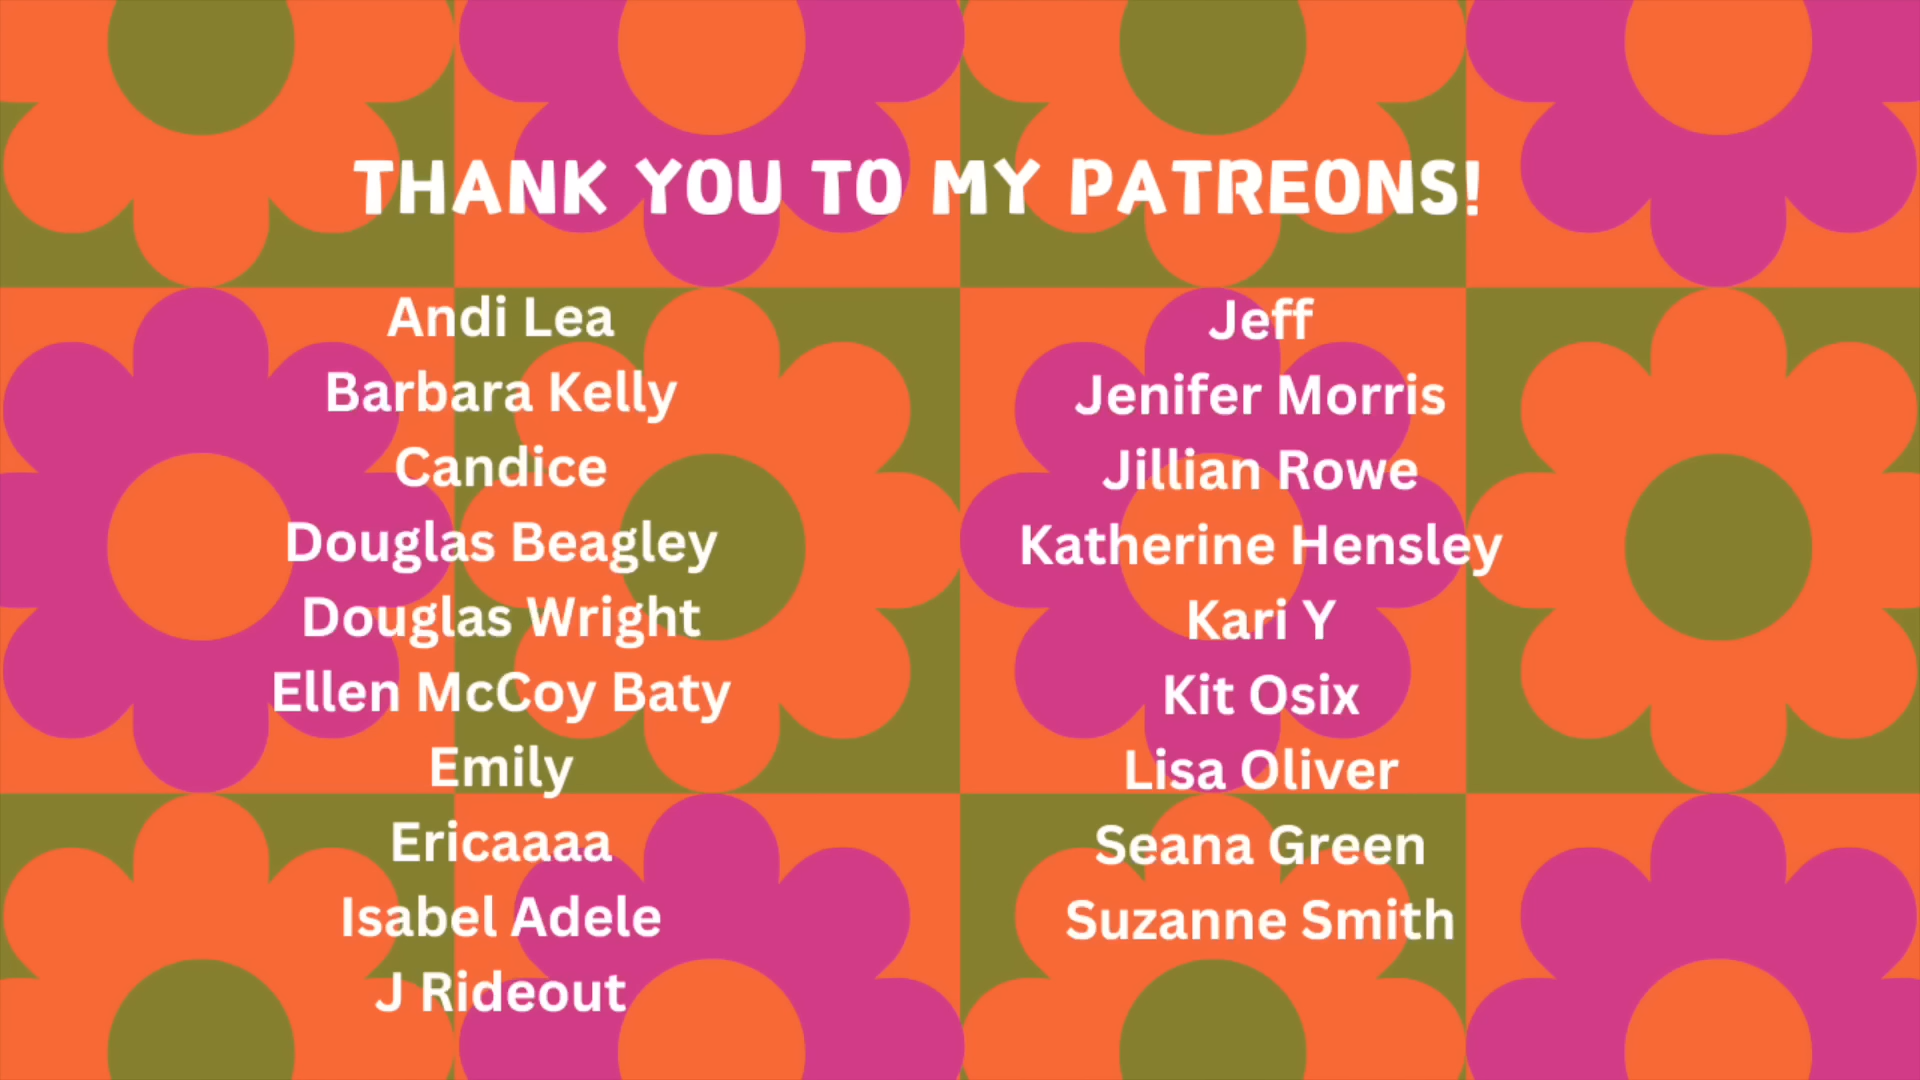 THANK YOU TO MY PATREONS!
Andi Lea
Barbara Kelly
Candice
Douglas Beagley
Douglas Wright
Ellen McCoy Baty
Emily
Ericaaaa
Isabel Adele
J Rideout
Jeff
Jenifer Morris
Jillian Rowe
Katherine Hensley
Kari Y
Kit Osix
Lisa Oliver
Seana Green
Suzanne Smith